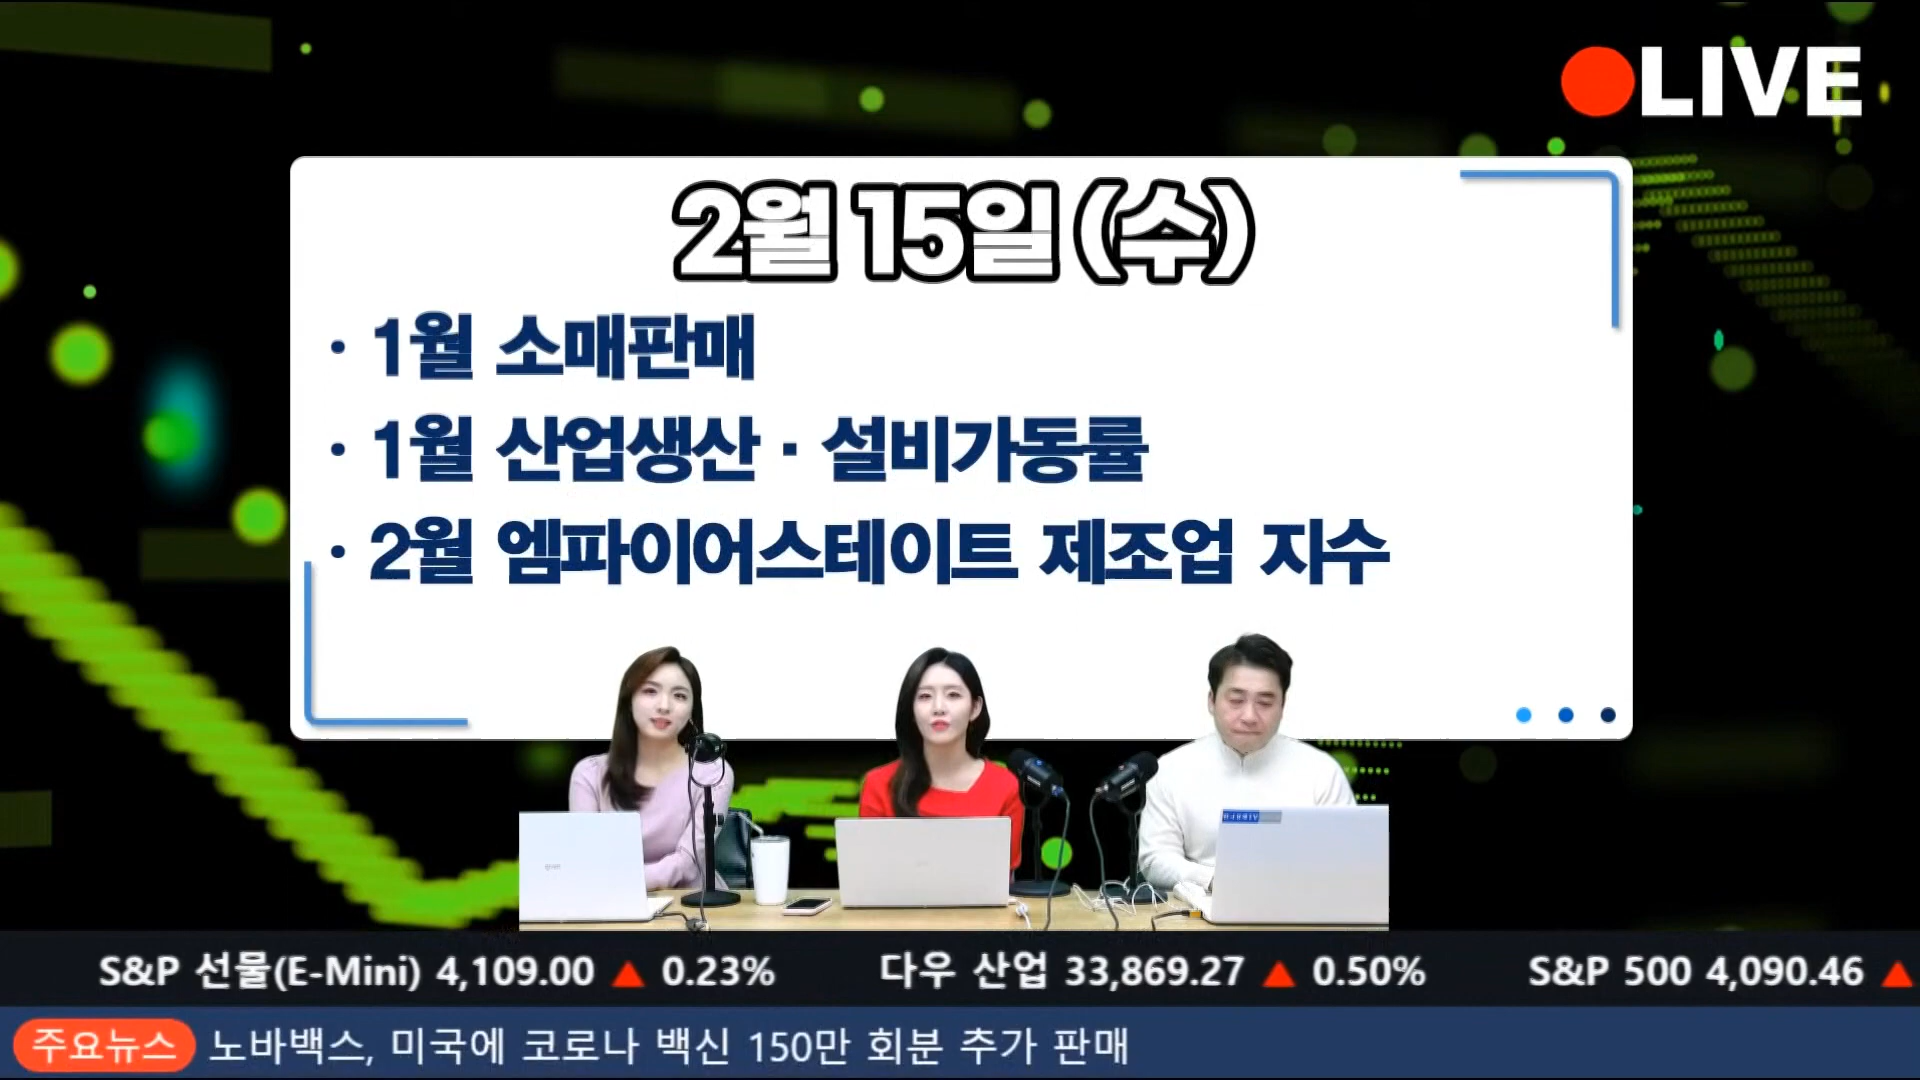 LIVE
2월 15일 (수)
· 1월 소매판매
· 1월 산업생산 · 설비가동률
· 2월 엠파이어스테이트 제조업 지수
S&P 선물(E-Mini) 4,109.00 ▲ 0.23% 다우 산업 33,869.27 ▲ 0.50% S&P 500 4,090.46 ▲
주요뉴스 노바백스, 미국에 코로나 백신 150만 회분 추가 판매